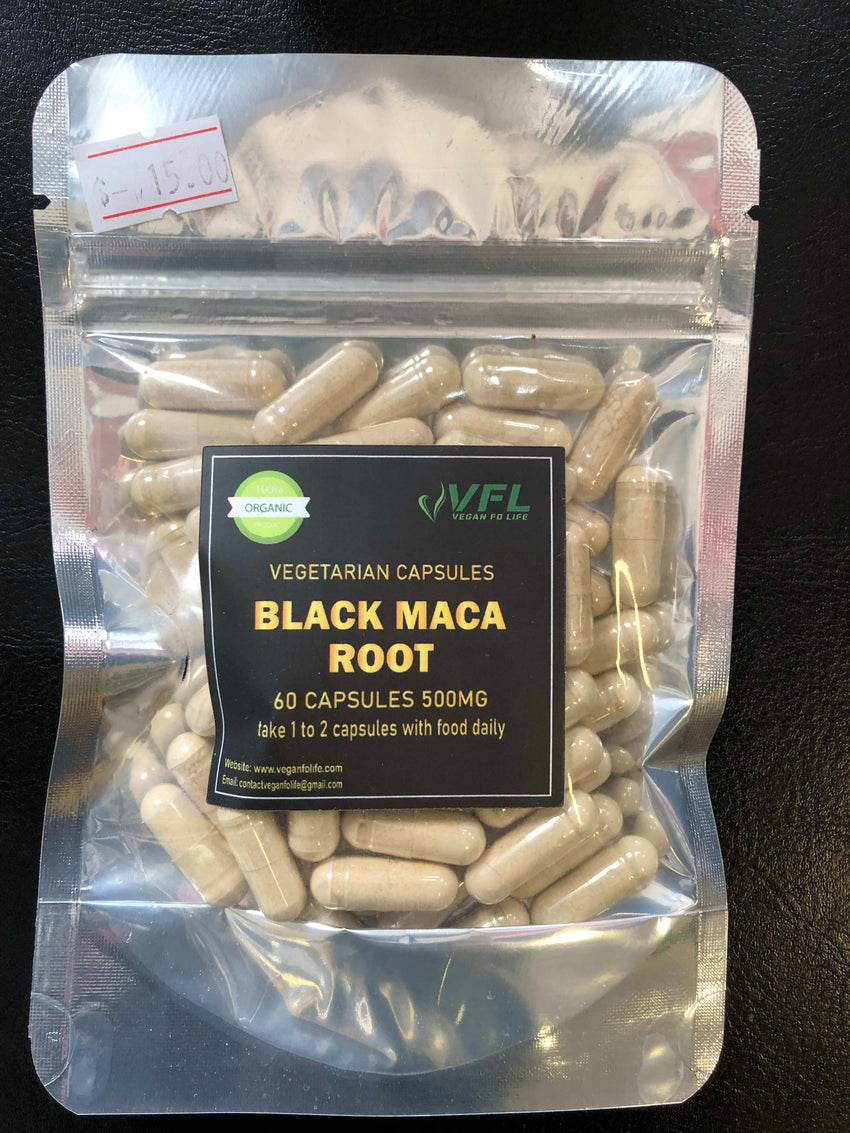 $-.15.00
100%
ORGANIC
PRODUCT
VFL
VEGAN FO LIFE
VEGETARIAN CAPSULES
BLACK MACA
ROOT
60 CAPSULES 500MG
take 1 to 2 capsules with food daily
Website: www.veganfolife.com
Email: contactveganfolife@gmail.com